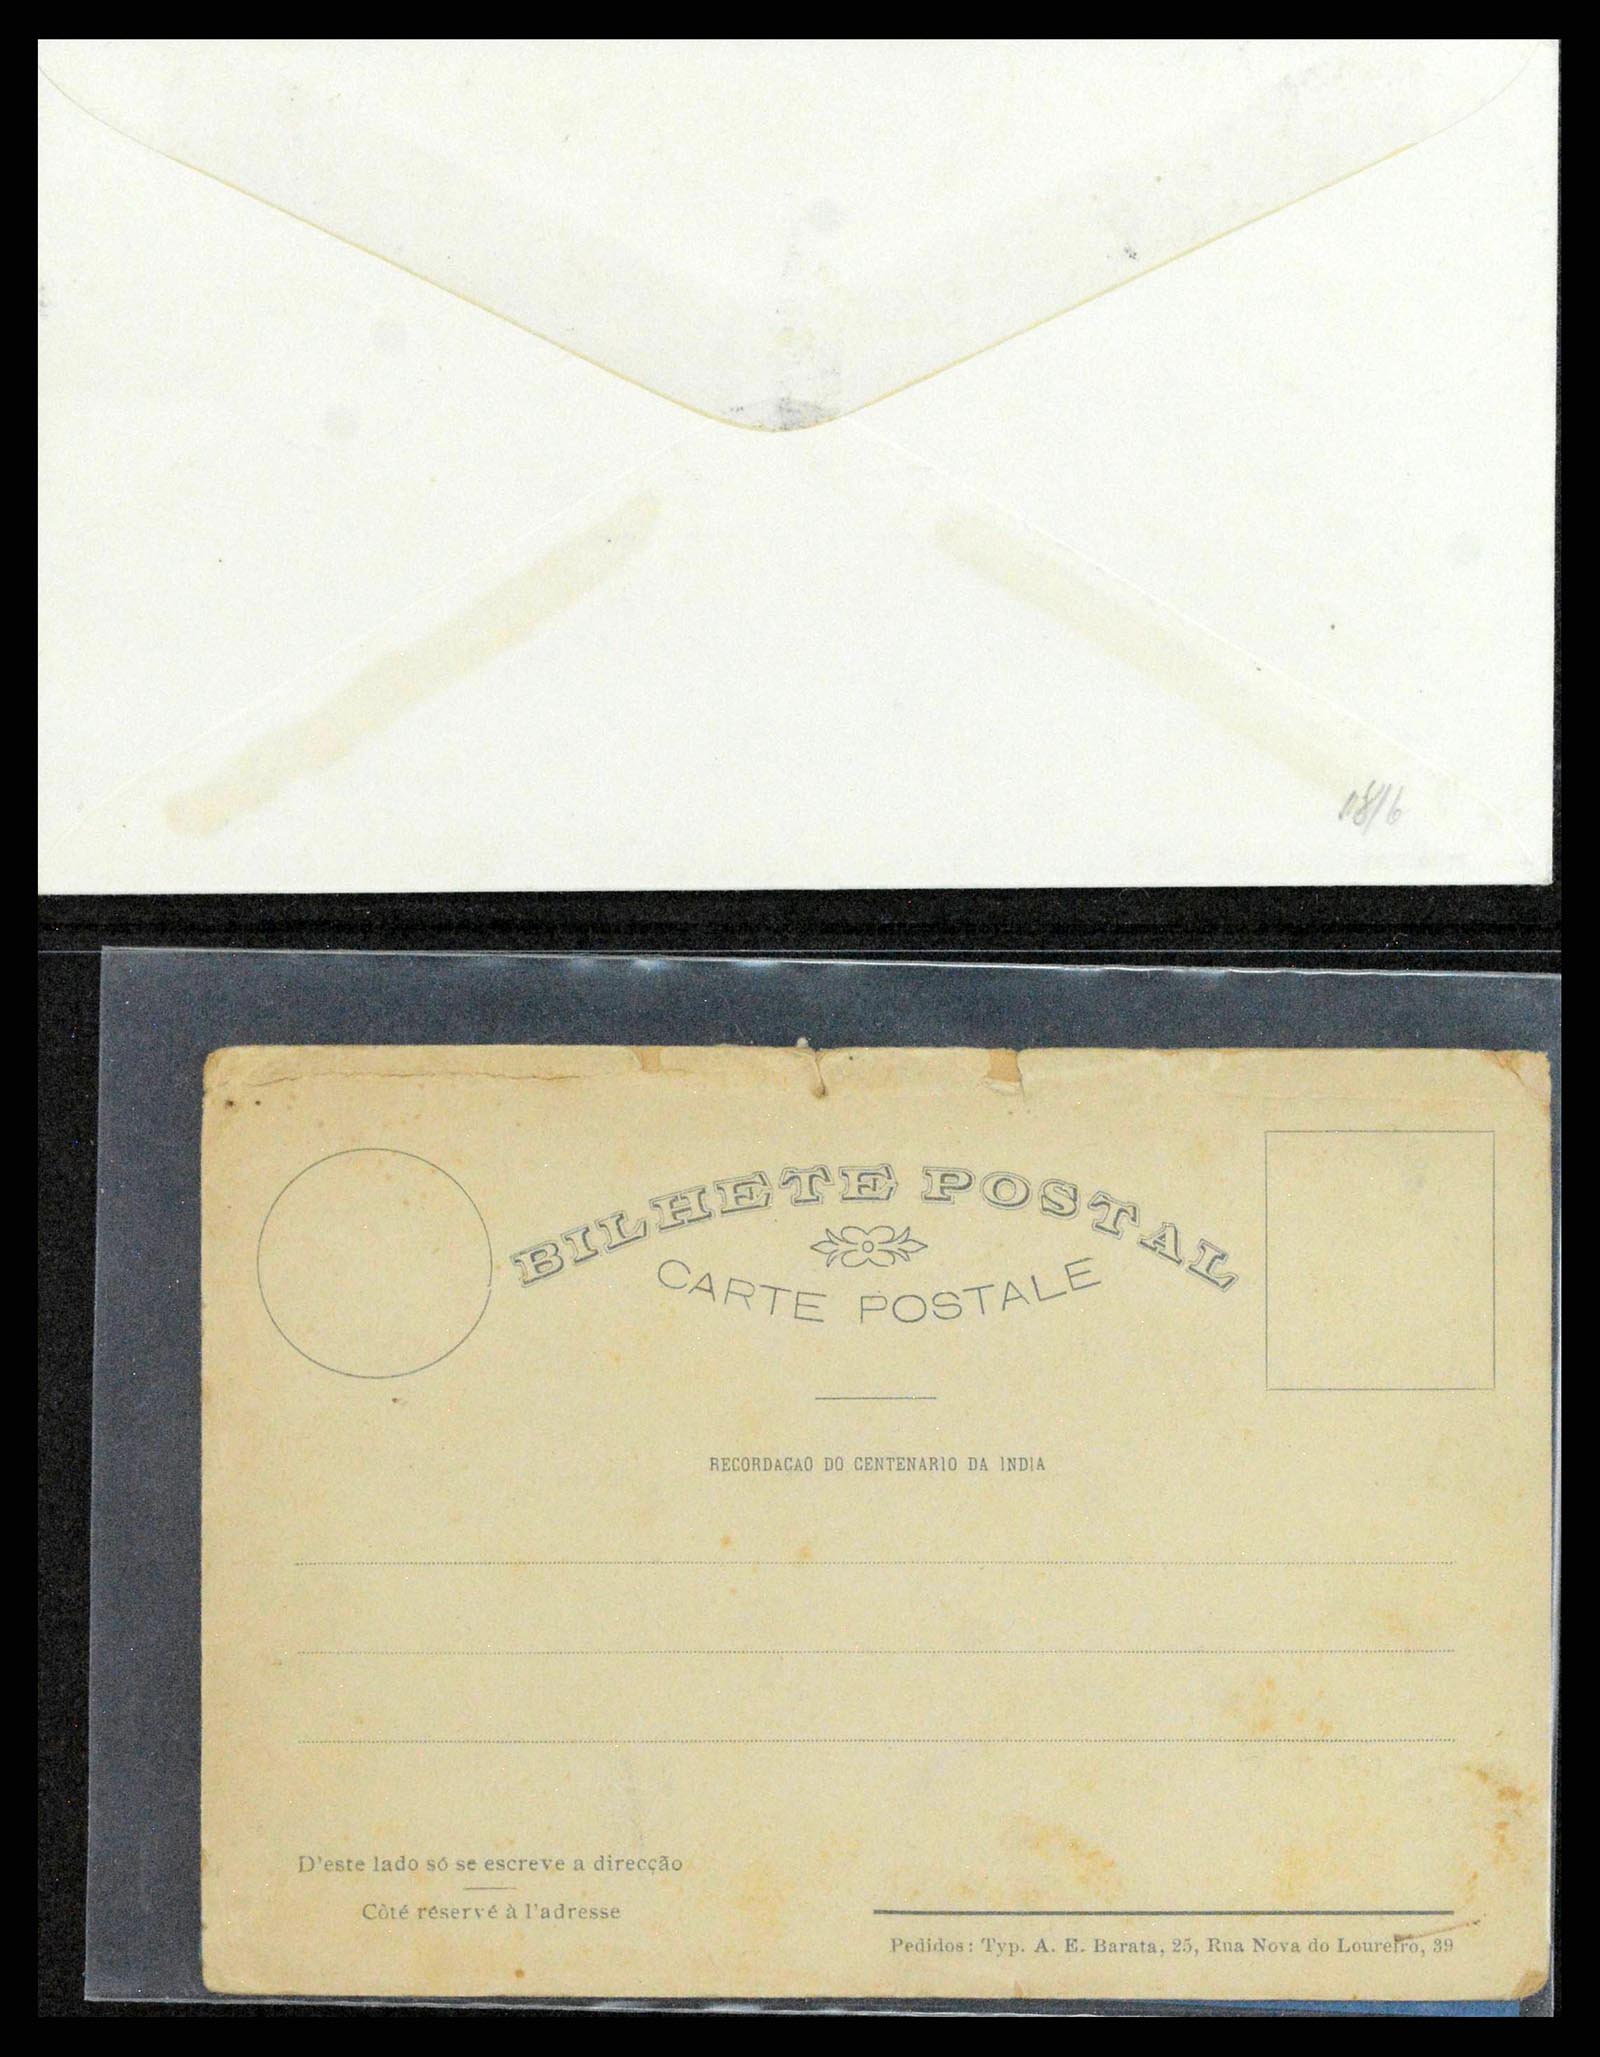 18/6
BILHETE POSTAL
CARTE POSTALE
RECORDACAO DO CENTENARIO DA INDIA
D'este lado só se escreve a direcção
Côté réservé à l'adresse
Pedidos: Typ. A. E. Barata, 25, Rua Nova do Loureiro, 39